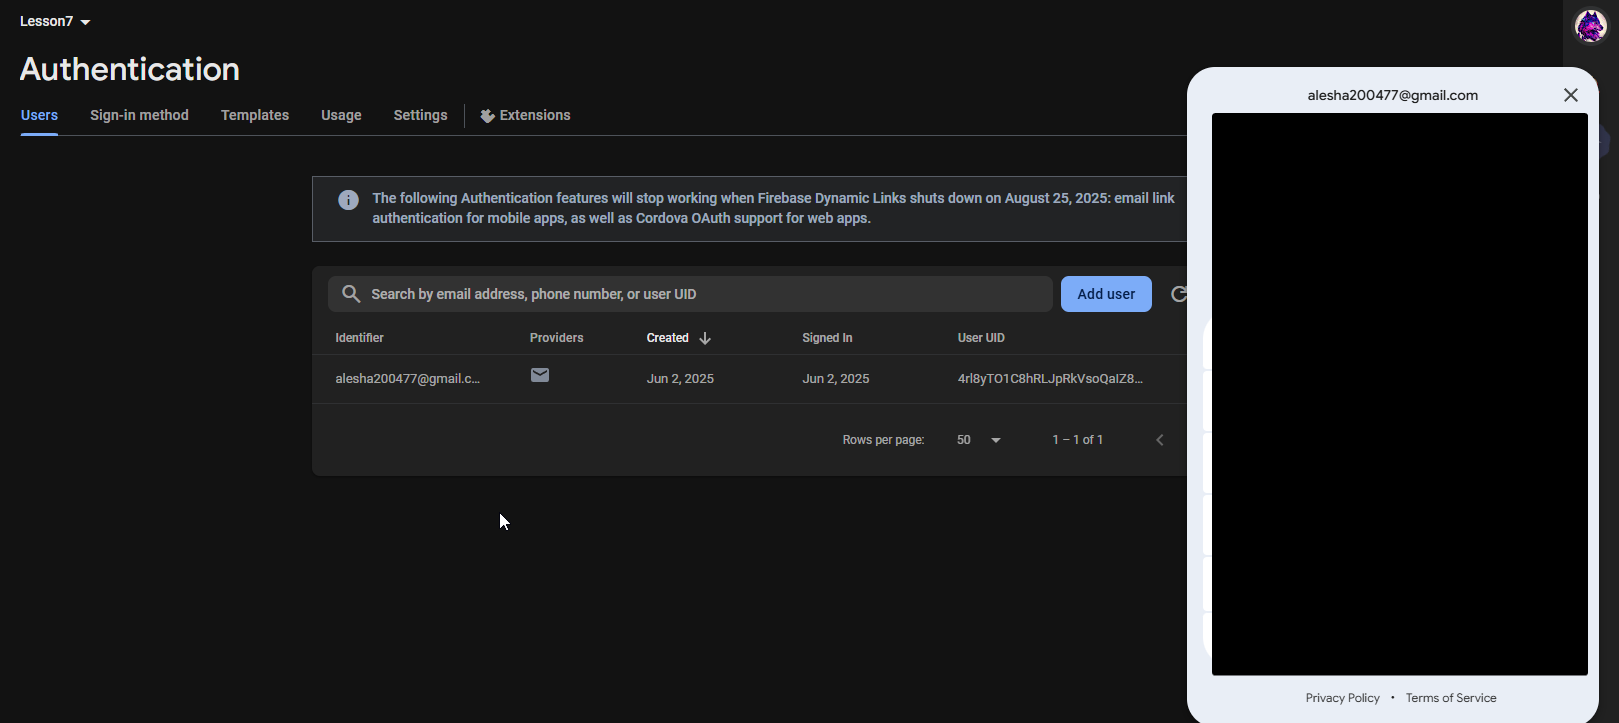 Lesson7
Authentication
Users Sign-in method Templates Usage Settings Extensions
The following Authentication features will stop working when Firebase Dynamic Links shuts down on August 25, 2025: email link
authentication for mobile apps, as well as Cordova OAuth support for web apps.
Search by email address, phone number, or user UID
Add user
Identifier Providers Created Signed In User UID
alesha200477@gmail.c... Jun 2, 2025 Jun 2, 2025 4rl8yTO1C8hRLJpRkVsoQaIZ8...
Rows per page: 50 1 – 1 of 1
alesha200477@gmail.com
Privacy Policy • Terms of Service